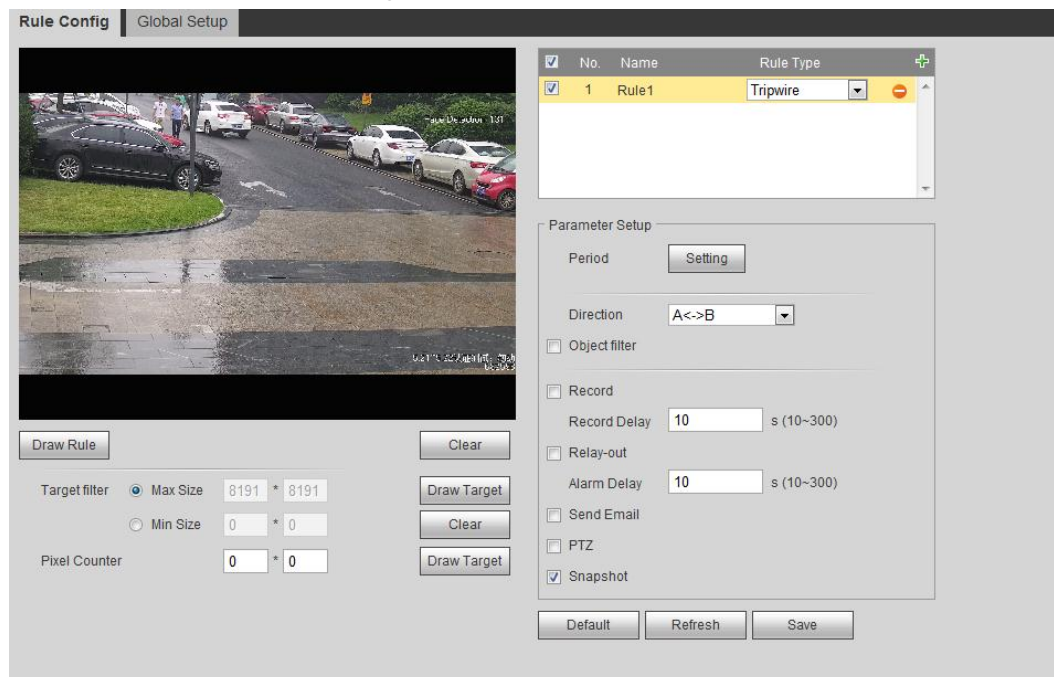 Rule Config Global Setup
No. Name Rule Type
1 Rule1 Tripwire
Parameter Setup
Period Setting
Direction A<->B
Object filter
Record
Record Delay 10 s (10~300)
Relay-out
Alarm Delay 10 s (10~300)
Send Email
PTZ
Snapshot
Default Refresh Save
Draw Rule Clear
Target filter Max Size 8191 * 8191 Draw Target
Min Size 0 * 0 Clear
Pixel Counter 0 * 0 Draw Target